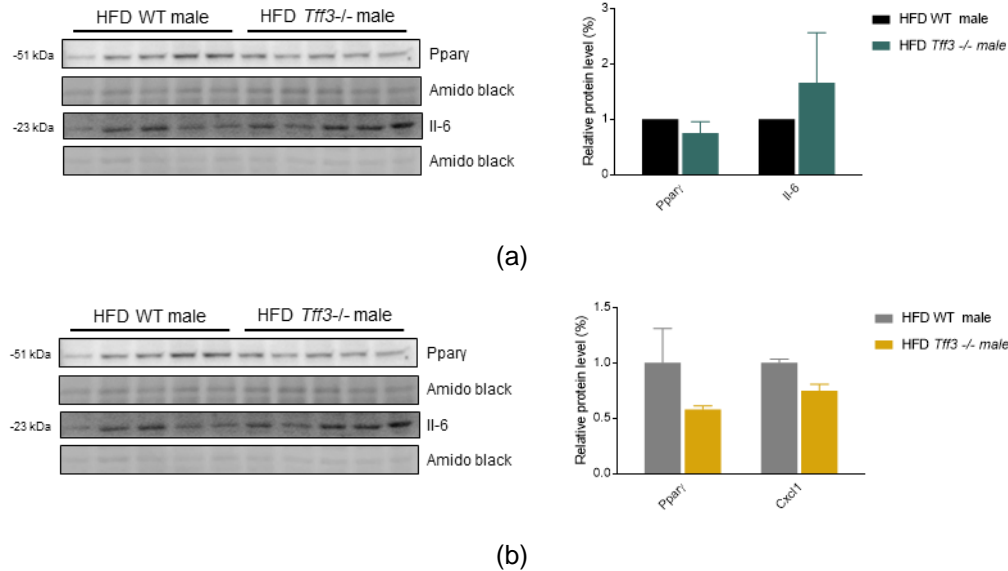 HFD WT male HFD Tff3-/- male
-51 kDa Pparγ
Amido black
-23 kDa Il-6
Amido black
Relative protein level (%)
3
2
1
0
Pparγ Il-6
HFD WT male
HFD Tff3 -/- male
(a)
HFD WT male HFD Tff3-/- male
-51 kDa Pparγ
Amido black
-23 kDa Il-6
Amido black
Relative protein level (%)
1.5
1.0
0.5
0.0
Pparγ Cxcl1
HFD WT male
HFD Tff3 -/- male
(b)